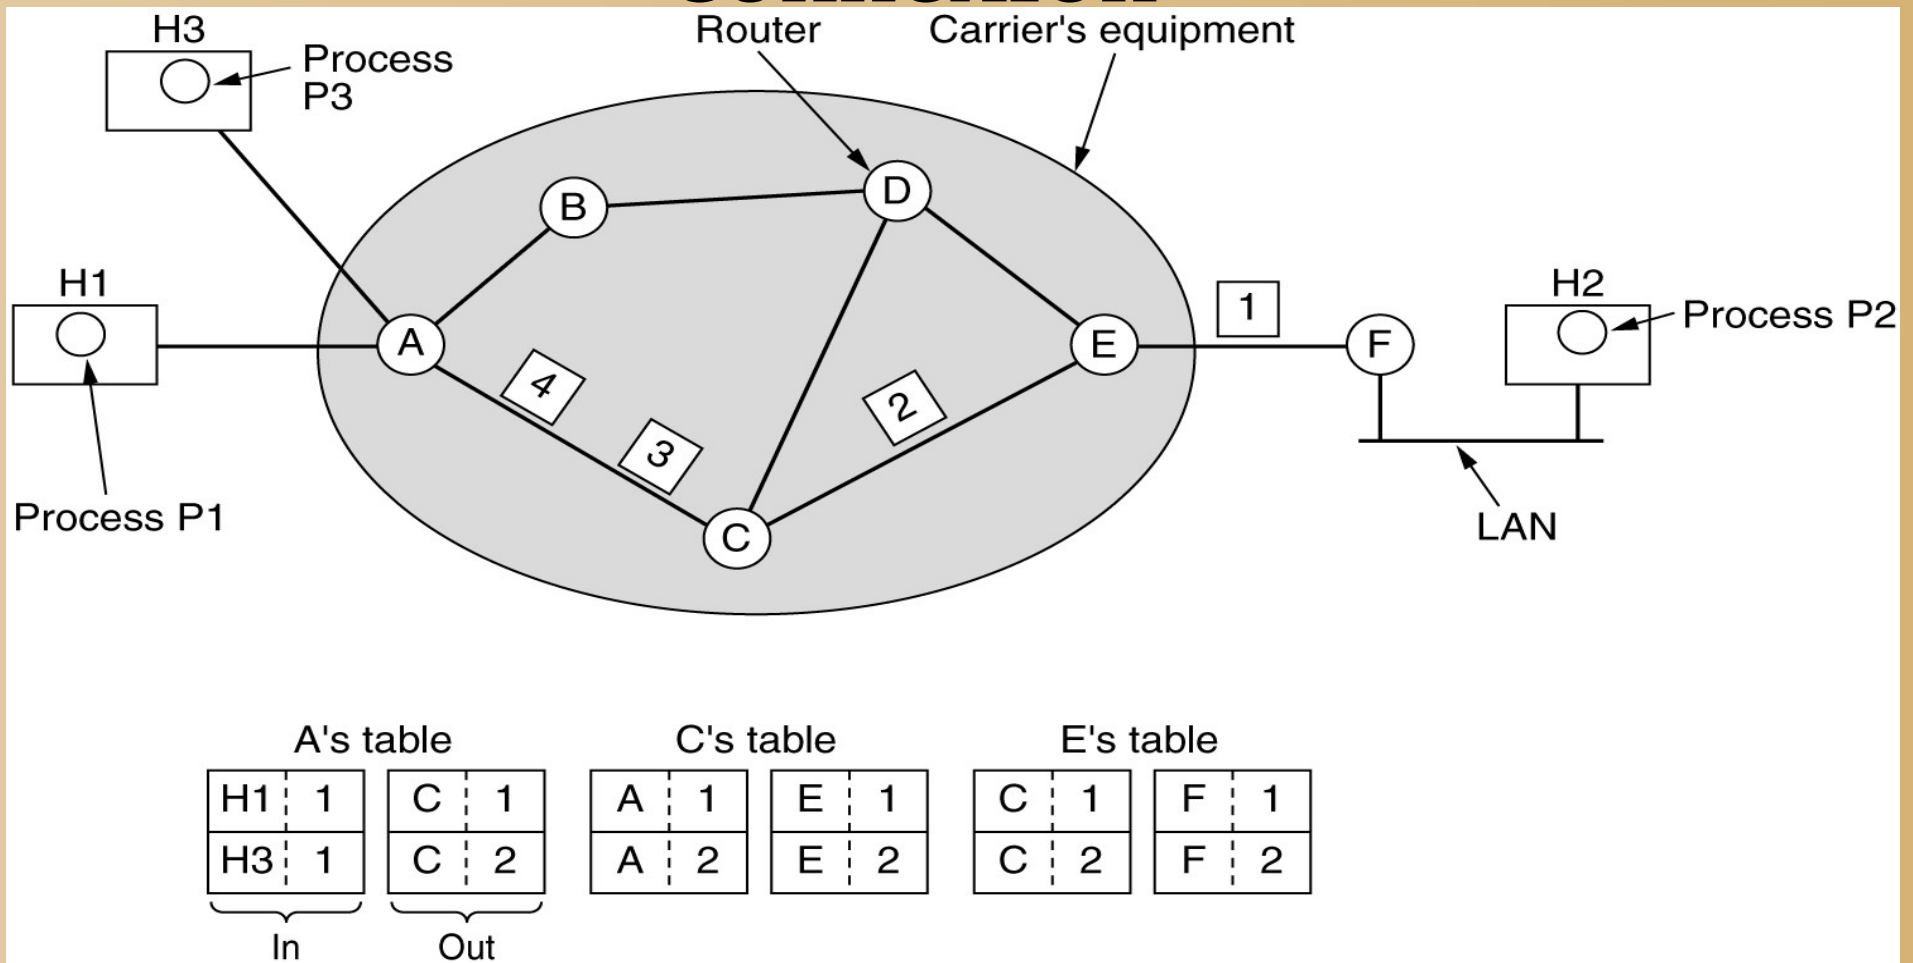 H3
Process
P3
Router
Carrier's equipment
B
D
H1
A
E
1
F
H2
Process P2
4
3
2
C
Process P1
LAN
A's table
C's table
E's table
H1 1 C 1 A 1 E 1 C 1 F 1
H3 1 C 2 A 2 E 2 C 2 F 2
In
Out